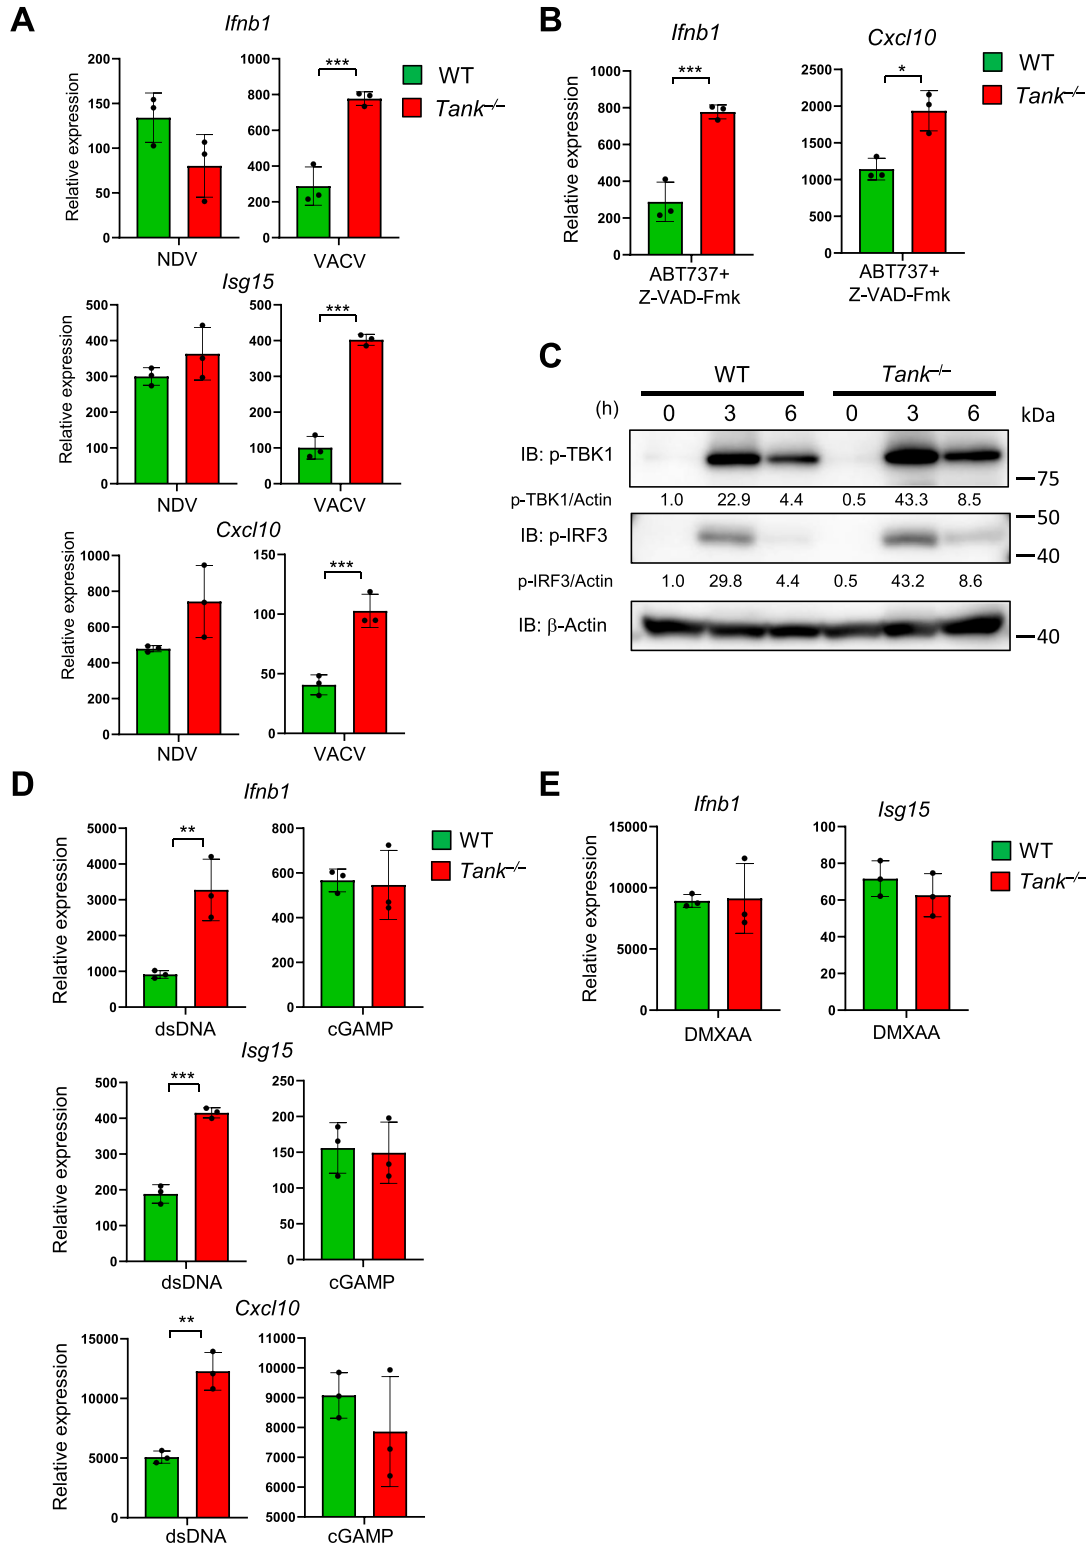 A
Ifnb1
Relative expression
200
150
100
50
0
NDV
1000
800
600
400
200
0
***
VACV
WT
Tank–/–
Isg15
Relative expression
500
400
300
200
100
0
NDV
500
400
300
200
100
0
***
VACV
Cxcl10
Relative expression
1000
800
600
400
200
0
NDV
150
100
50
0
***
VACV
B
Ifnb1
Relative expression
1000
800
600
400
200
0
***
ABT737+
Z-VAD-Fmk
Cxcl10
2500
2000
1500
1000
500
0
*
ABT737+
Z-VAD-Fmk
WT
Tank–/–
C
WT Tank–/–
(h) 0 3 6 0 3 6 kDa
IB: p-TBK1
75
p-TBK1/Actin 1.0 22.9 4.4 0.5 43.3 8.5
50
IB: p-IRF3
40
p-IRF3/Actin 1.0 29.8 4.4 0.5 43.2 8.6
IB: β-Actin
40
D
Ifnb1
Relative expression
5000
4000
3000
2000
1000
0
**
dsDNA
800
600
400
200
0
cGAMP
WT
Tank–/–
Isg15
Relative expression
500
400
300
200
100
0
***
dsDNA
250
200
150
100
50
0
cGAMP
Cxcl10
Relative expression
15000
10000
5000
0
**
dsDNA
11000
10000
9000
8000
7000
6000
5000
cGAMP
E
Ifnb1
Relative expression
15000
10000
5000
0
DMXAA
Isg15
100
80
60
40
20
0
DMXAA
WT
Tank–/–